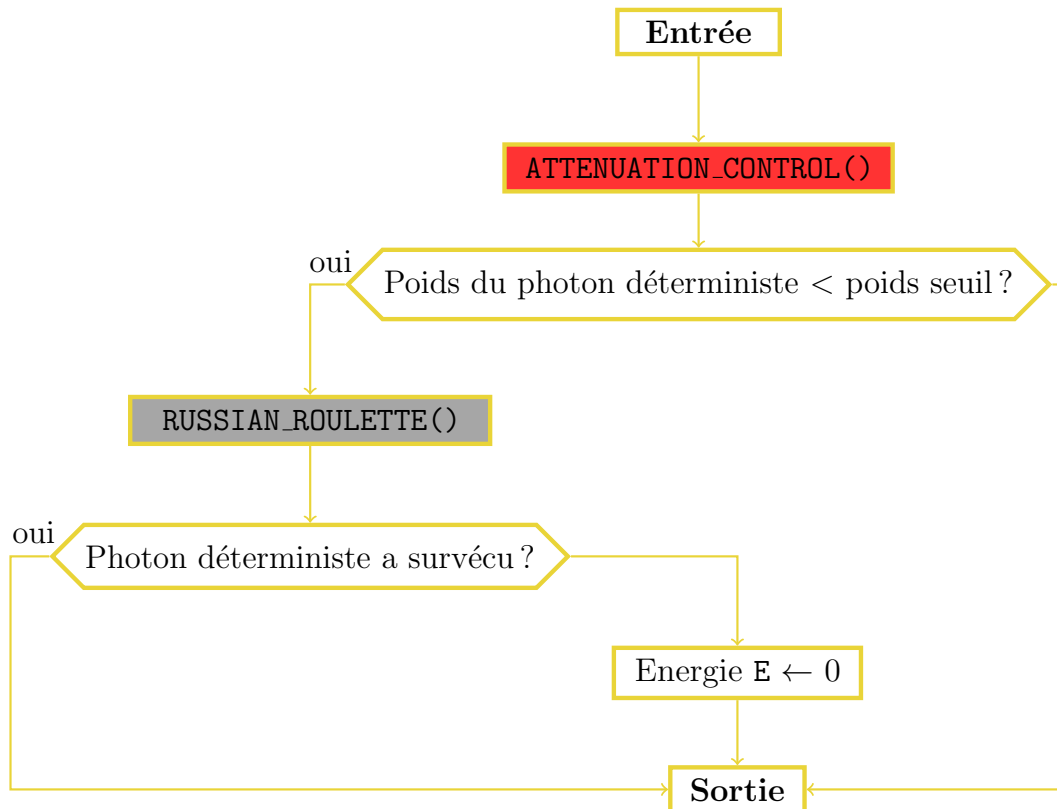 Entrée
ATTENUATION_CONTROL()
oui
Poids du photon déterministe < poids seuil ?
RUSSIAN_ROULETTE()
oui
Photon déterministe a survécu ?
Energie E ← 0
Sortie